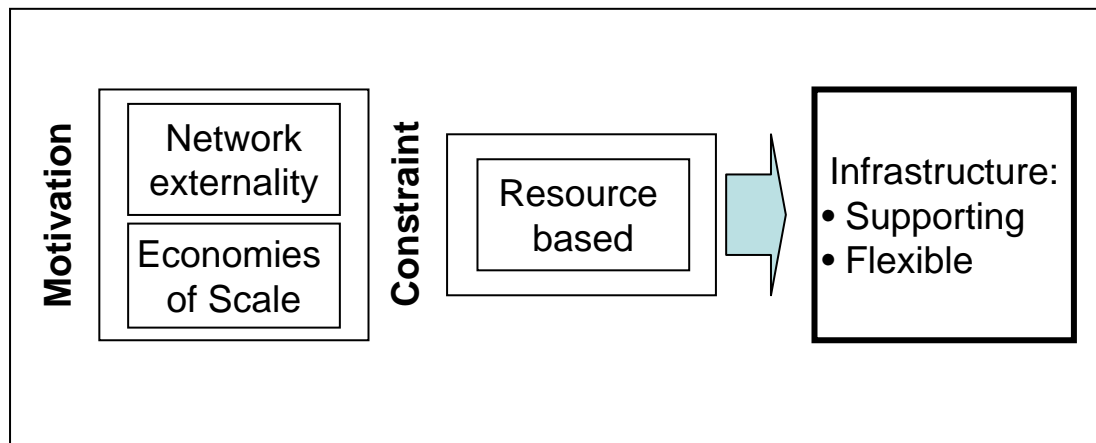 Motivation
Network
externality
Economies
of Scale
Constraint
Resource
based
Infrastructure:
• Supporting
• Flexible